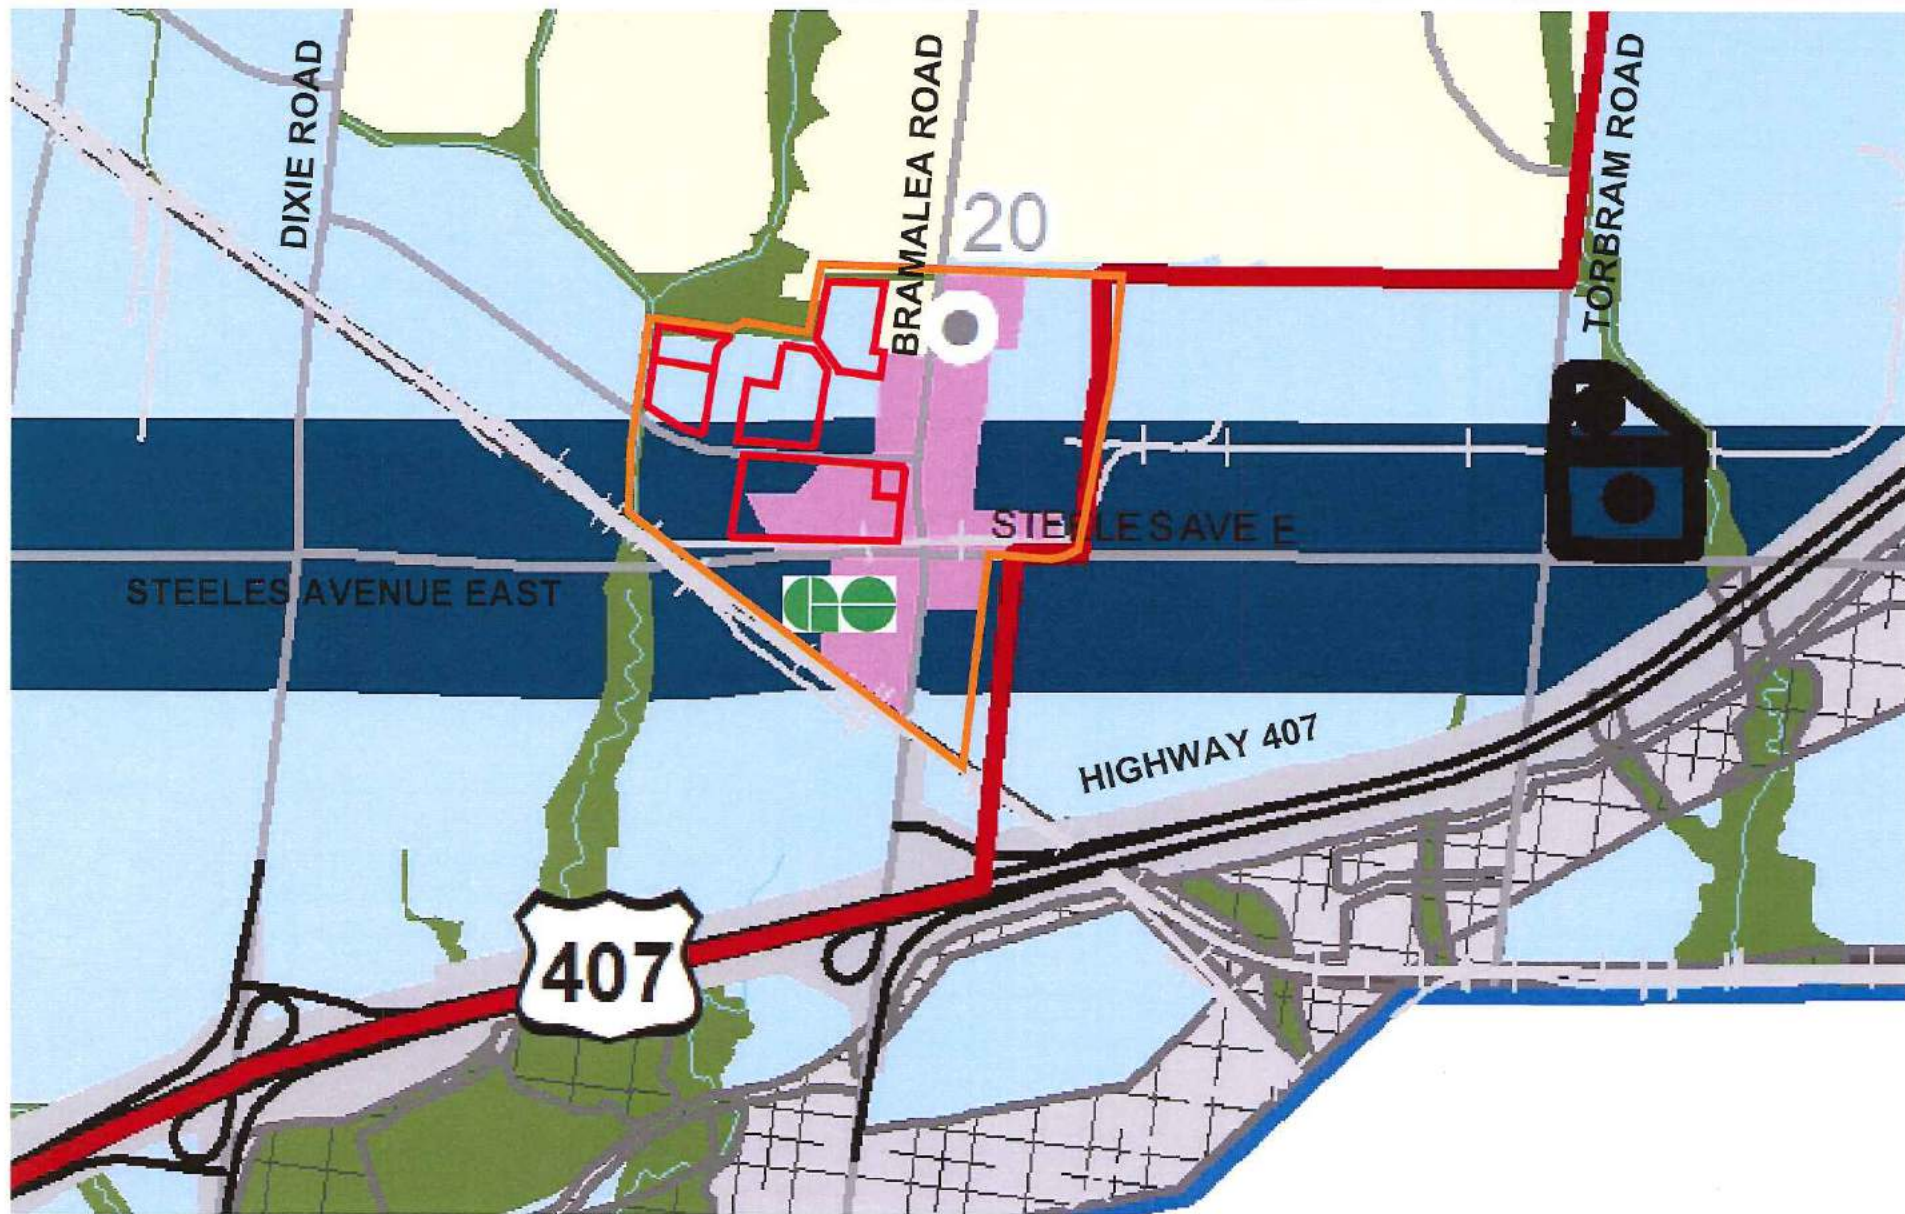 DIXIE ROAD
BRAMALEA ROAD
TORBRAM ROAD
20
STEELES AVE E
STEELES AVENUE EAST
GO
HIGHWAY 407
407